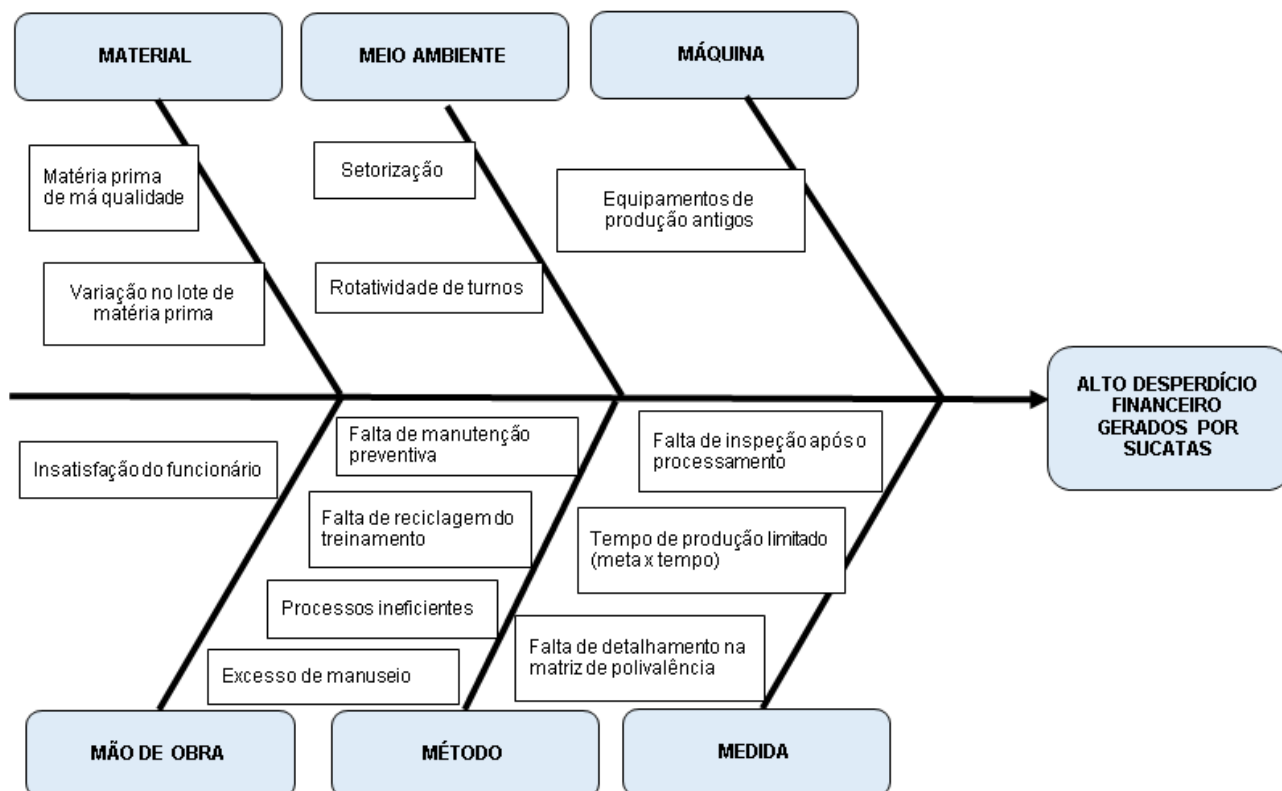 MATERIAL
MEIO AMBIENTE
MÁQUINA
Matéria prima
de má qualidade
Setorização
Equipamentos de
produção antigos
Variação no lote de
matéria prima
Rotatividade de turnos
ALTO DESPERDÍCIO
FINANCEIRO
GERADOS POR
SUCATAS
Insatisfação do funcionário
Falta de manutenção
preventiva
Falta de inspeção após o
processamento
Falta de reciclagem do
treinamento
Tempo de produção limitado
(meta x tempo)
Processos ineficientes
Falta de detalhamento na
matriz de polivalência
Excesso de manuseio
MÃO DE OBRA
MÉTODO
MEDIDA